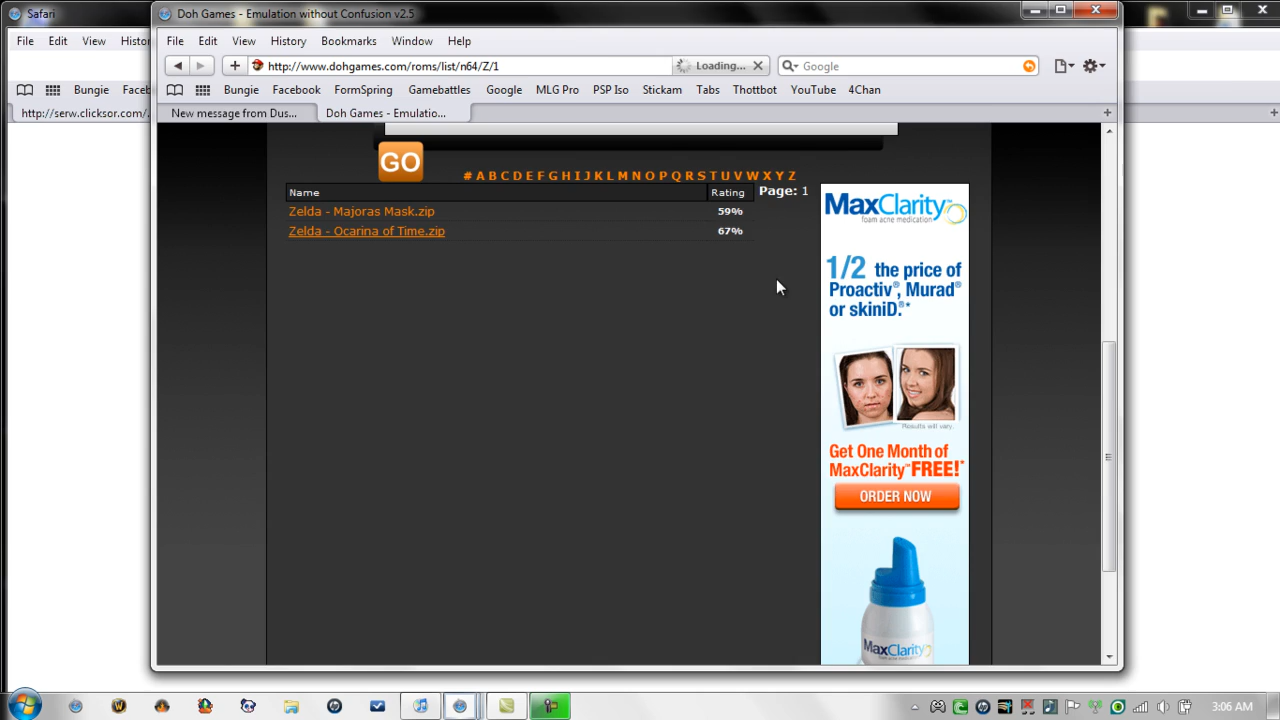 Safari
Doh Games - Emulation without Confusion v2.5
File Edit View Histor
File Edit View History Bookmarks Window Help
http://www.dohgames.com/roms/list/n64/Z/1
Loading...
Google
Bungie Faceb
Bungie Facebook FormSpring Gamebattles Google MLG Pro PSP Iso Stickam Tabs Thottbot YouTube 4Chan
http://serw.clicksor.com/.
New message from Dus... Doh Games - Emulatio...
GO
# A B C D E F G H I J K L M N O P Q R S T U V W X Y Z
Name Rating Page: 1
Zelda - Majoras Mask.zip 59%
Zelda - Ocarina of Time.zip 67%
MaxClarity™
foam acne medication
1/2 the price of
Proactiv®, Murad®
or skiniD.®*
Results will vary.
Get One Month of
MaxClarity™ FREE!*
ORDER NOW
MaxClarity
3:06 AM